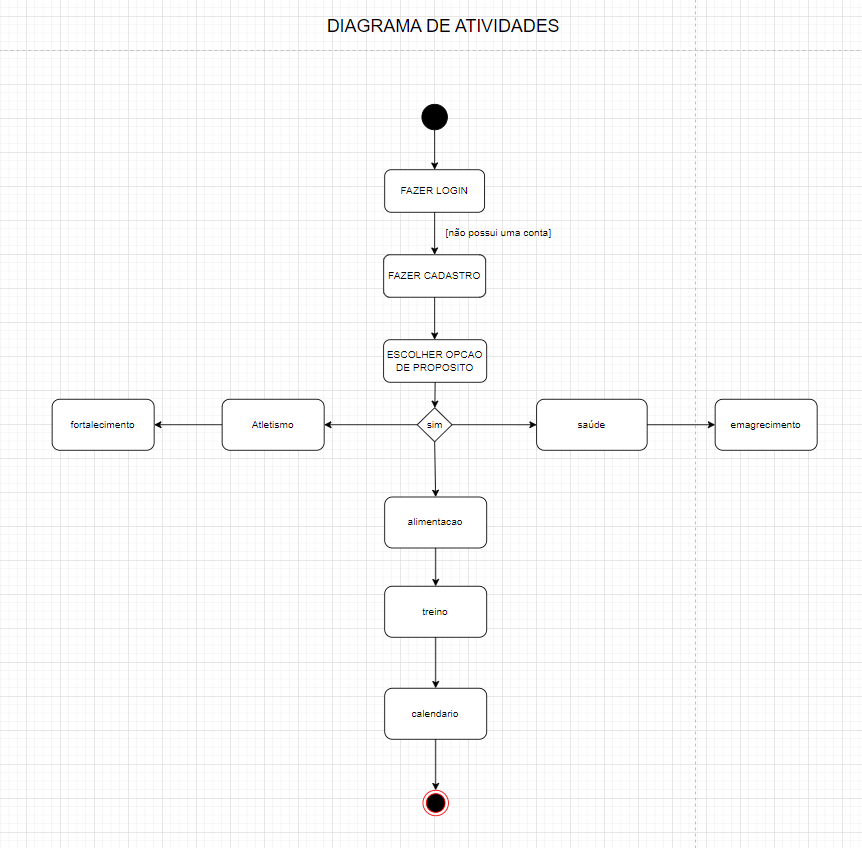 DIAGRAMA DE ATIVIDADES
FAZER LOGIN
[não possui uma conta]
FAZER CADASTRO
ESCOLHER OPCAO
DE PROPOSITO
fortalecimento
Atletismo
sim
saúde
emagrecimento
alimentacao
treino
calendario